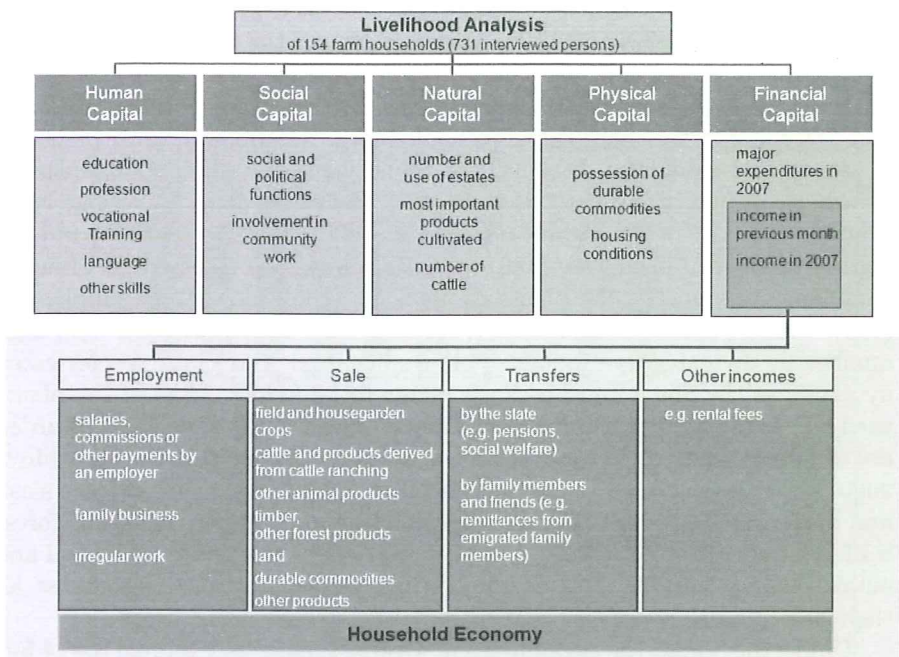 Livelihood Analysis
of 154 farm households (731 interviewed persons)
Human
Capital
Social
Capital
Natural
Capital
Physical
Capital
Financial
Capital
education
profession
vocational
Training
language
other skills
social and
political
functions
involvement in
community
work
number and
use of estates
most important
products
cultivated
number of
cattle
possession of
durable
commodities
housing
conditions
major
expenditures in
2007
income in
previous month
income in 2007
Employment
Sale
Transfers
Other incomes
salaries,
commissions or
other payments by
an employer
family business
irregular work
field and housegarden
crops
cattle and products derived
from cattle ranching
other animal products
timber,
other forest products
land
durable commodities
other products
by the state
(e.g. pensions,
social welfare)
by family members
and friends (e.g.
remittances from
emigrated family
members)
e.g. rental fees
Household Economy